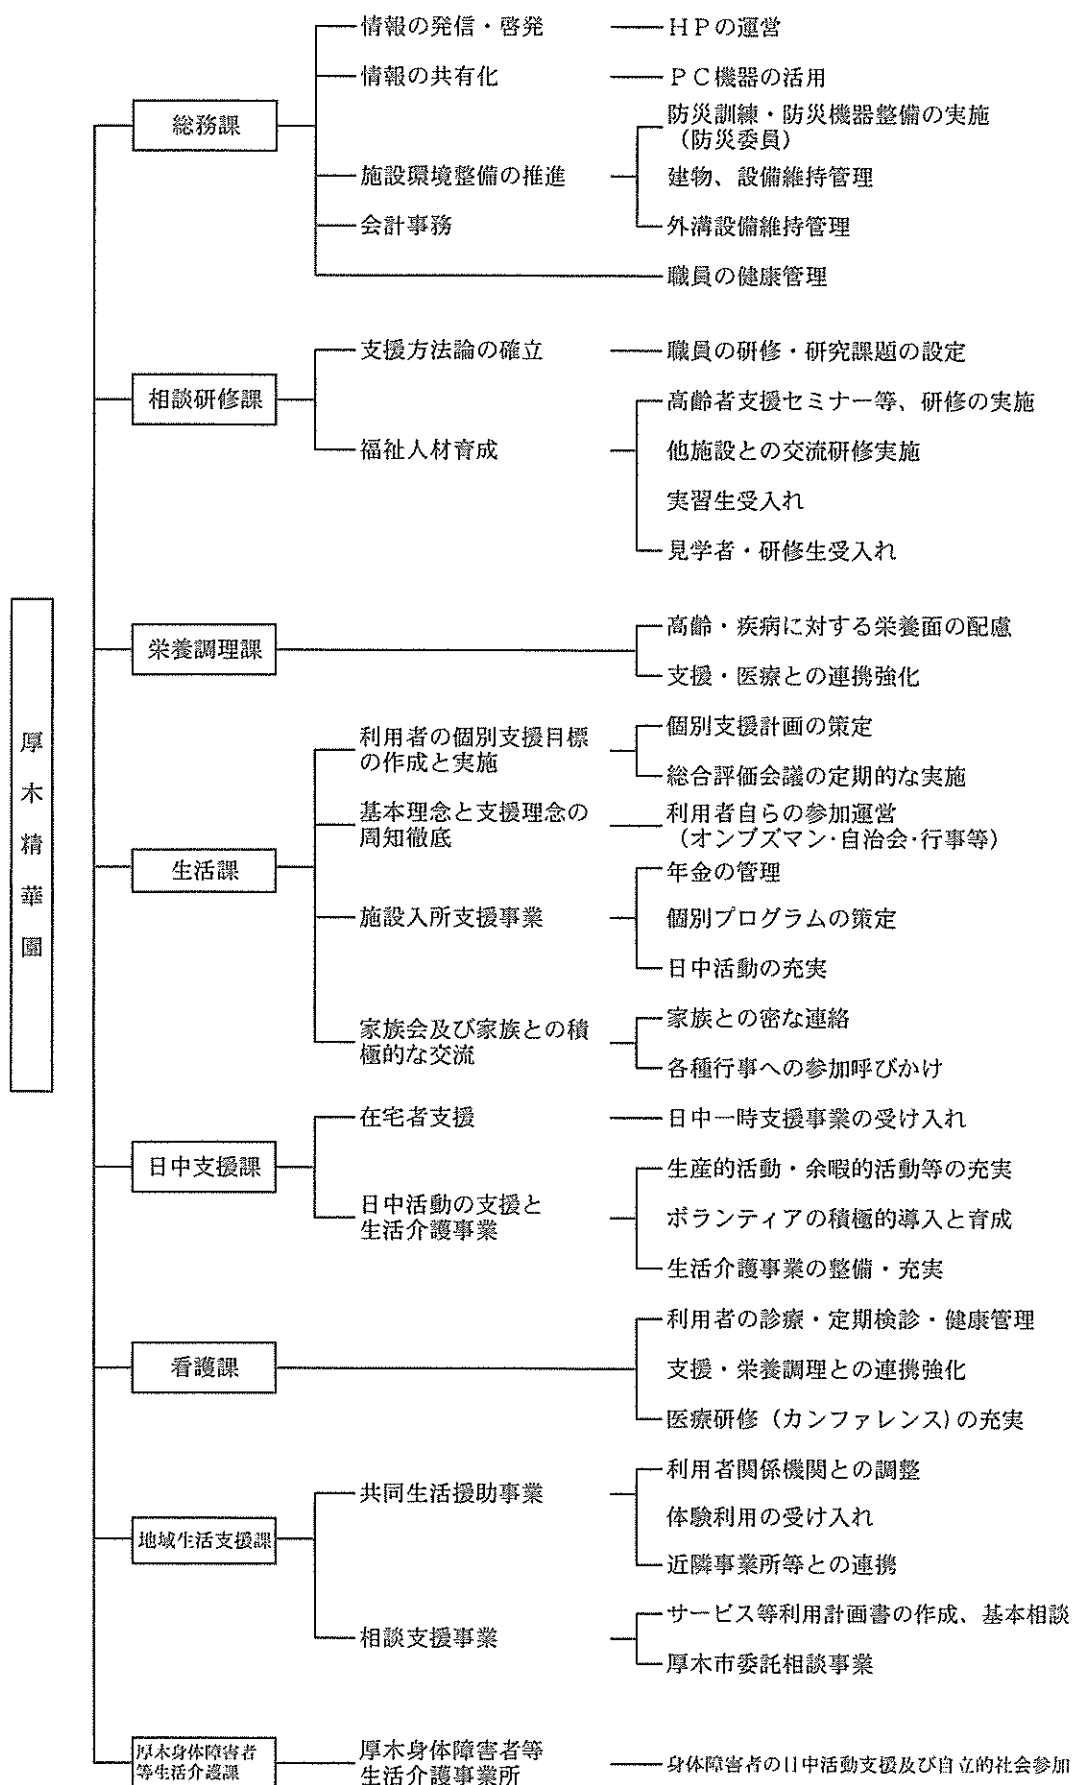 厚木精華園
総務課
情報の発信・啓発
ＨＰの運営
情報の共有化
ＰＣ機器の活用
施設環境整備の推進
防災訓練・防災機器整備の実施
（防災委員）
建物、設備維持管理
外溝設備維持管理
会計事務
職員の健康管理
相談研修課
支援方法論の確立
職員の研修・研究課題の設定
福祉人材育成
高齢者支援セミナー等、研修の実施
他施設との交流研修実施
実習生受入れ
見学者・研修生受入れ
栄養調理課
高齢・疾病に対する栄養面の配慮
支援・医療との連携強化
生活課
利用者の個別支援目標
の作成と実施
個別支援計画の策定
総合評価会議の定期的な実施
基本理念と支援理念の
周知徹底
利用者自らの参加運営
（オンブズマン･自治会･行事等）
施設入所支援事業
年金の管理
個別プログラムの策定
日中活動の充実
家族会及び家族との積
極的な交流
家族との密な連絡
各種行事への参加呼びかけ
日中支援課
在宅者支援
日中一時支援事業の受け入れ
日中活動の支援と
生活介護事業
生産的活動・余暇的活動等の充実
ボランティアの積極的導入と育成
生活介護事業の整備・充実
看護課
利用者の診療・定期検診・健康管理
支援・栄養調理との連携強化
医療研修（カンファレンス）の充実
地域生活支援課
共同生活援助事業
利用者関係機関との調整
体験利用の受け入れ
近隣事業所等との連携
相談支援事業
サービス等利用計画書の作成、基本相談
厚木市委託相談事業
厚木身体障害者
等生活介護課
厚木身体障害者等
生活介護事業所
身体障害者の日中活動支援及び自立的社会参加